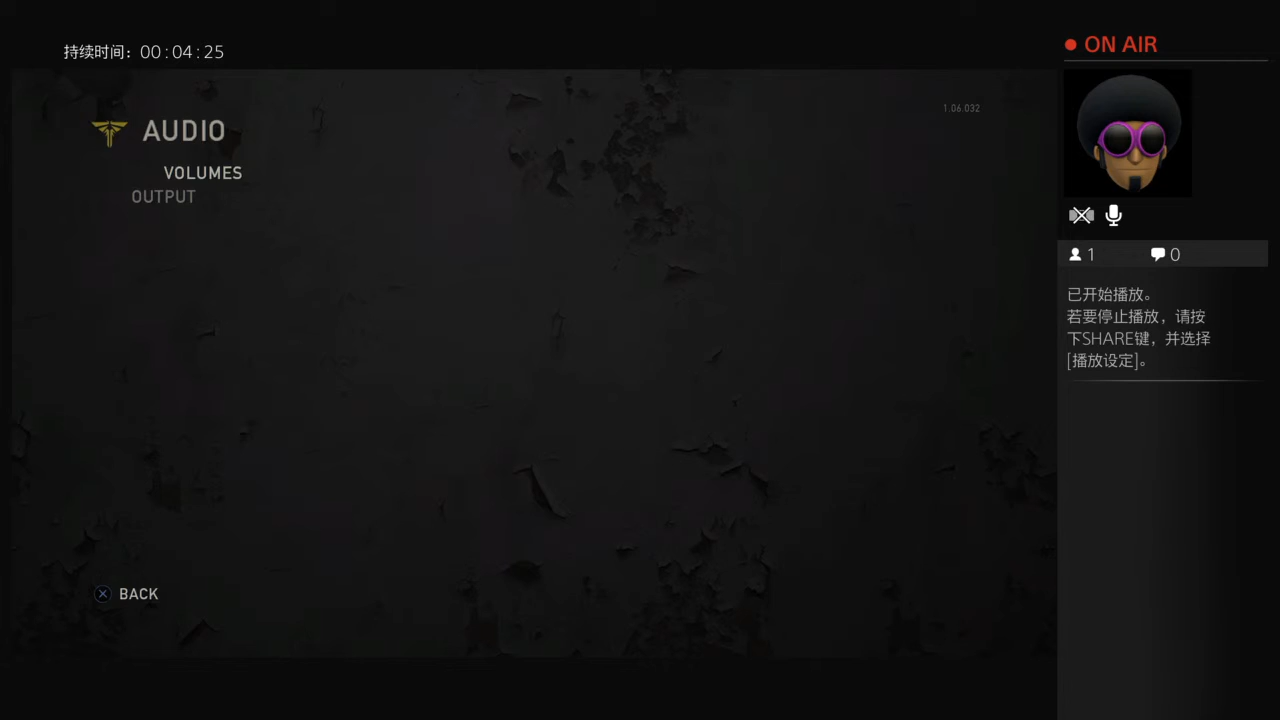 持续时间：00:04:25
ON AIR
1.06.032
AUDIO
VOLUMES
OUTPUT
1
0
已开始播放。
若要停止播放，请按
下SHARE键，并选择
[播放设定]。
BACK